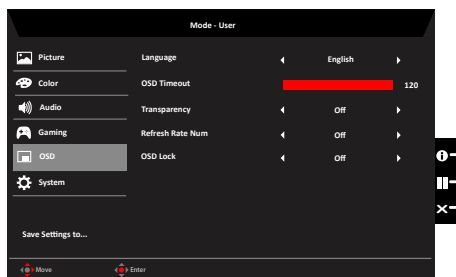 Mode - User
Picture
Language English
Color
OSD Timeout 120
Audio
Transparency Off
Gaming
Refresh Rate Num Off
OSD
OSD Lock Off
System
Save Settings to...
Move Enter